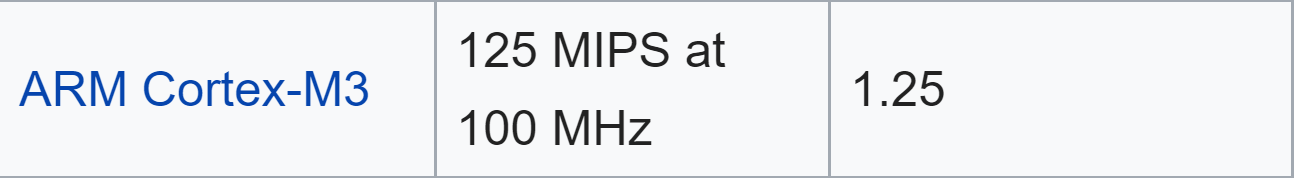 ARM Cortex-M3
125 MIPS at
100 MHz
1.25